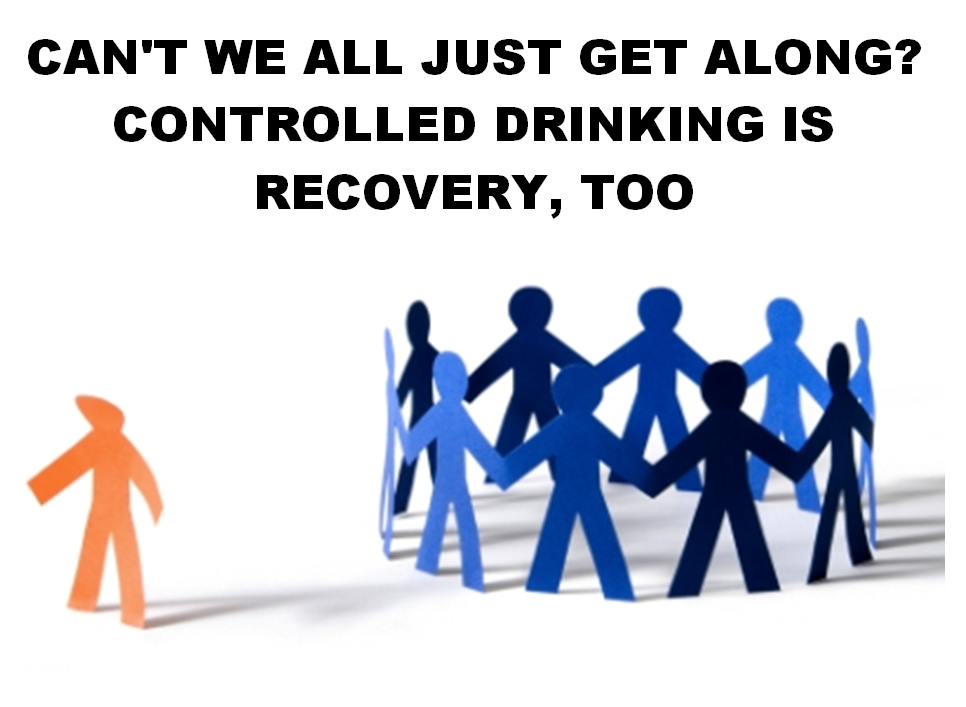 CAN'T WE ALL JUST GET ALONG?
CONTROLLED DRINKING IS
RECOVERY, TOO